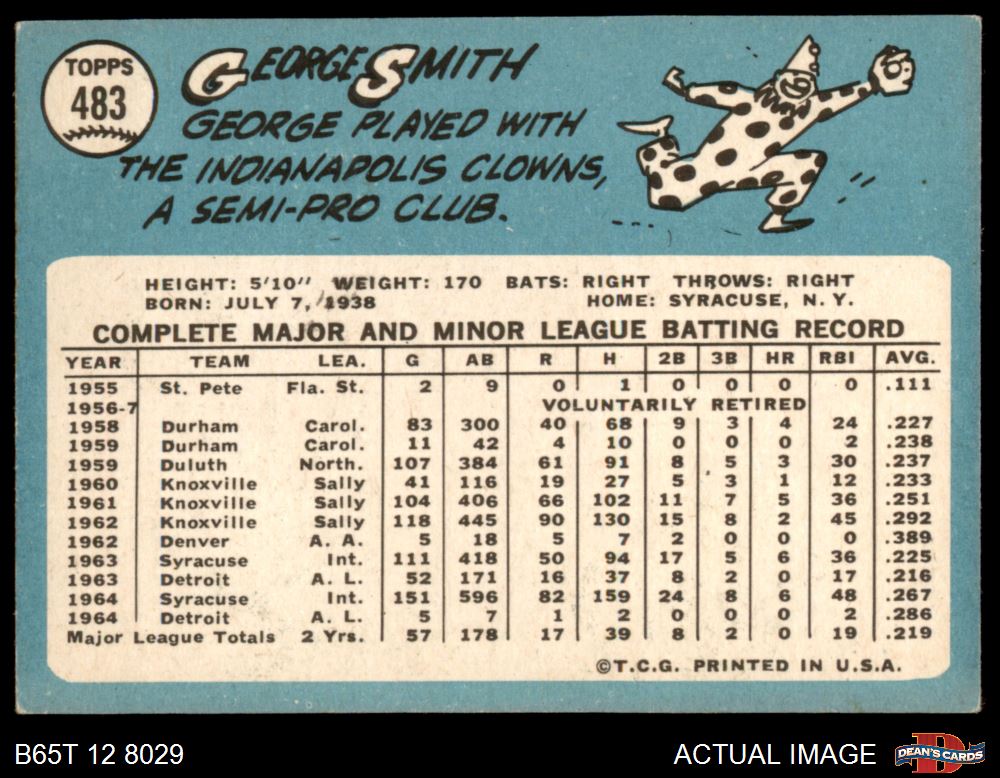 TOPPS
483
GEORGE SMITH
GEORGE PLAYED WITH
THE INDIANAPOLIS CLOWNS,
A SEMI-PRO CLUB.
HEIGHT: 5'10" WEIGHT: 170 BATS: RIGHT THROWS: RIGHT
BORN: JULY 7, 1938 HOME: SYRACUSE, N. Y.
COMPLETE MAJOR AND MINOR LEAGUE BATTING RECORD
YEAR TEAM LEA. G AB R H 2B 3B HR RBI AVG.
1955 St. Pete Fla. St. 2 9 0 1 0 0 0 0 .111
1956-7 VOLUNTARILY RETIRED
1958 Durham Carol. 83 300 40 68 9 3 4 24 .227
1959 Durham Carol. 11 42 4 10 0 0 0 2 .238
1959 Duluth North. 107 384 61 91 8 5 3 30 .237
1960 Knoxville Sally 41 116 19 27 5 3 1 12 .233
1961 Knoxville Sally 104 406 66 102 11 7 5 36 .251
1962 Knoxville Sally 118 445 90 130 15 8 2 45 .292
1962 Denver A. A. 5 18 5 7 2 0 0 0 .389
1963 Syracuse Int. 111 418 50 94 17 5 6 36 .225
1963 Detroit A. L. 52 171 16 37 8 2 0 17 .216
1964 Syracuse Int. 151 596 82 159 24 8 6 48 .267
1964 Detroit A. L. 5 7 1 2 0 0 0 2 .286
Major League Totals 2 Yrs. 57 178 17 39 8 2 0 19 .219
©T.C.G. PRINTED IN U.S.A.
B65T 12 8029 ACTUAL IMAGE
D
DEAN'S CARDS